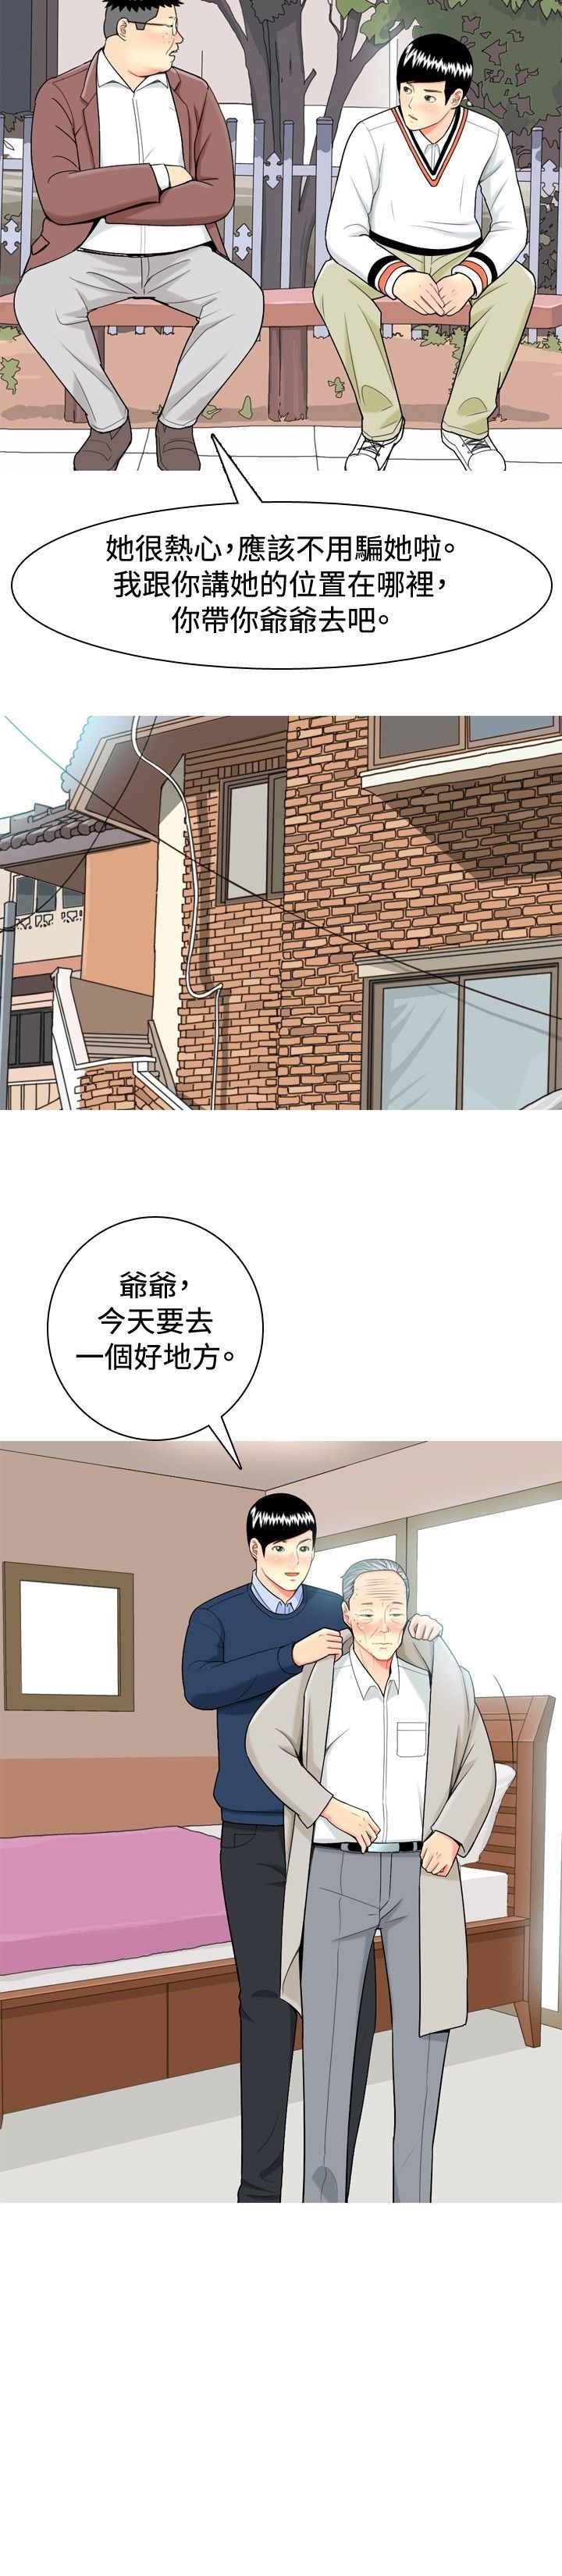 她很熱心,應該不用騙她啦。
我跟你講她的位置在哪裡,
你帶你爺爺去吧。
爺爺,
今天要去
一個好地方。